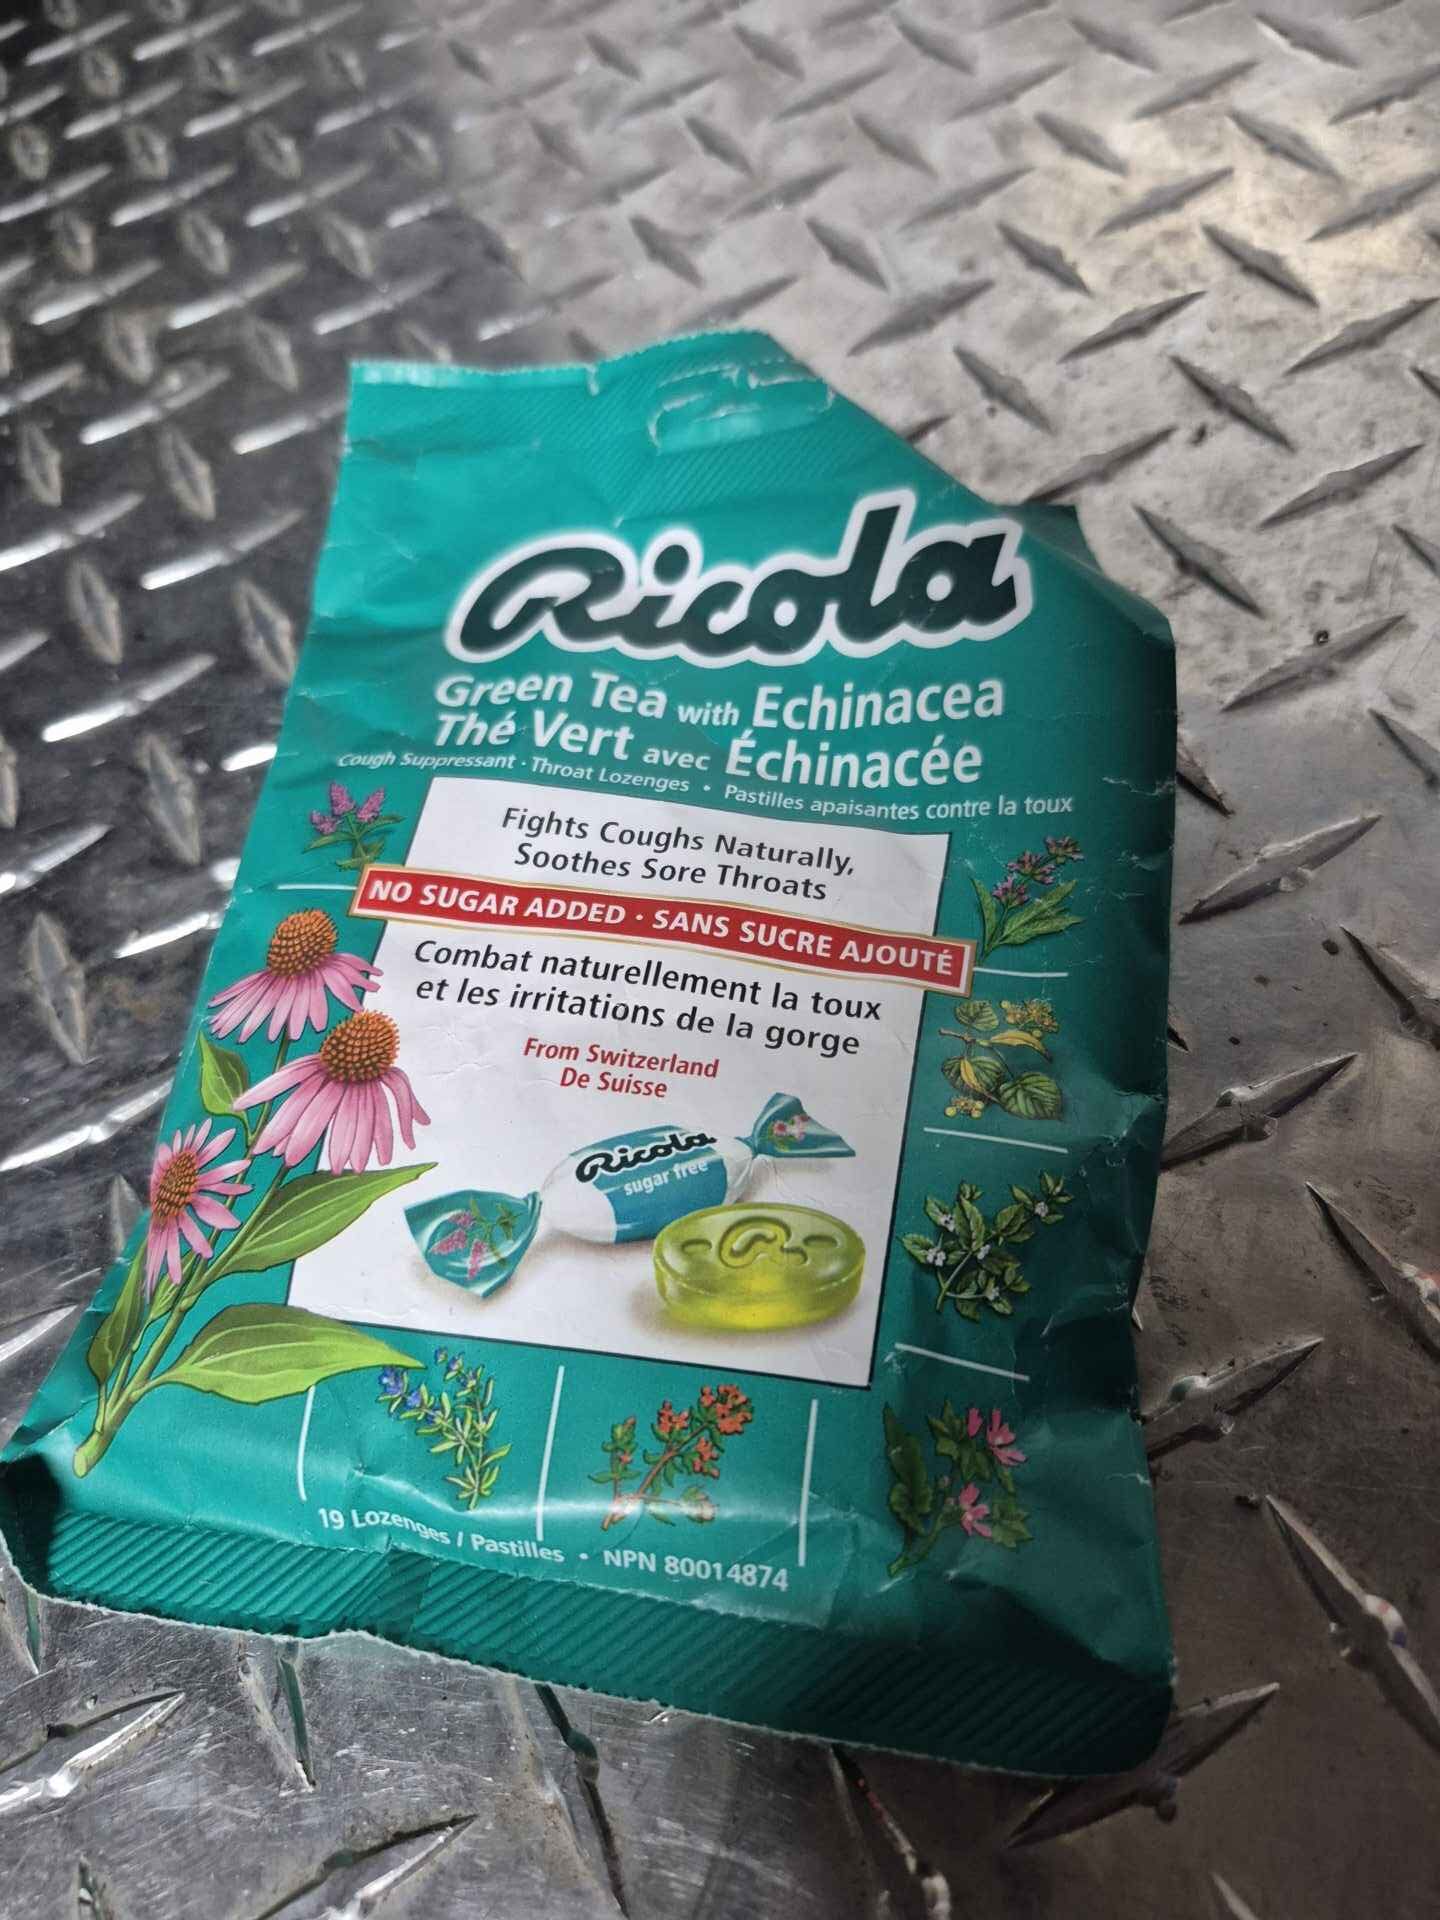 Ricola
Green Tea with Echinacea
Thé Vert avec Échinacée
Cough Suppressant · Throat Lozenges • Pastilles apaisantes contre la toux
Fights Coughs Naturally,
Soothes Sore Throats
NO SUGAR ADDED · SANS SUCRE AJOUTÉ
Combat naturellement la toux
et les irritations de la gorge
From Switzerland
De Suisse
Ricola
sugar free
19 Lozenges / Pastilles • NPN 80014874